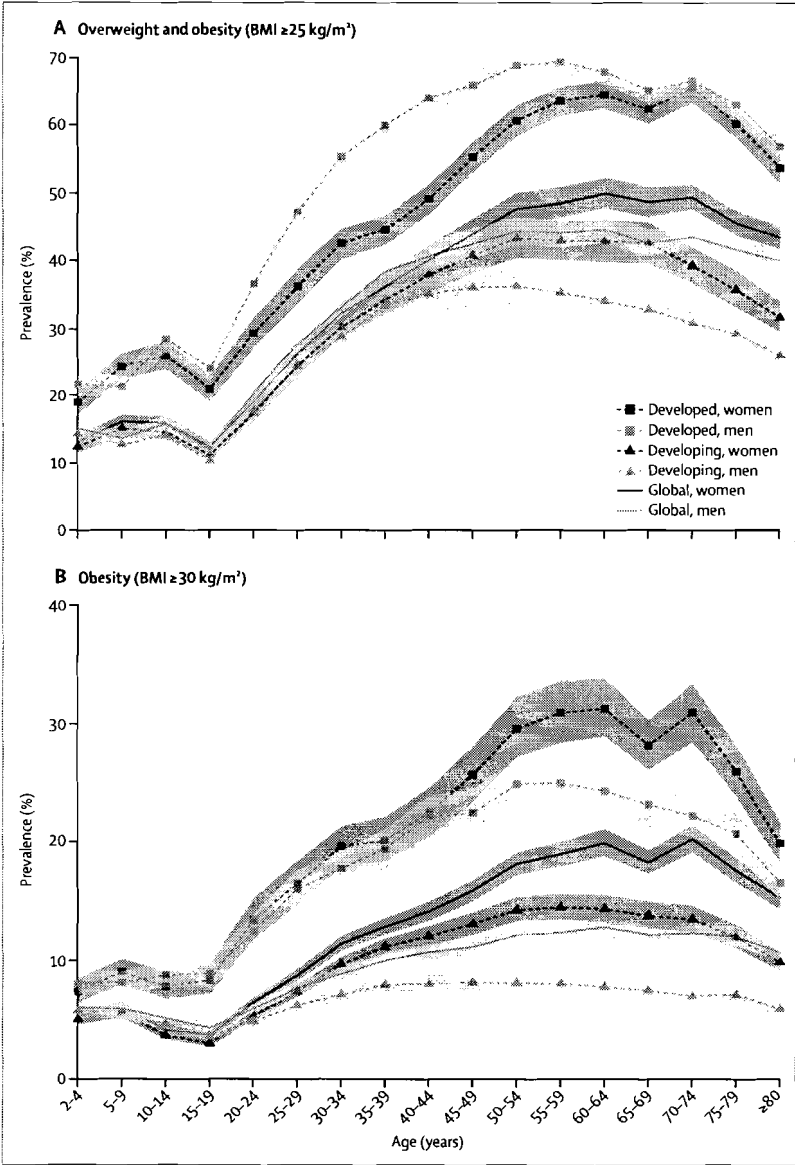 A Overweight and obesity (BMI ≥25 kg/m²)
70
60
50
40
30
20
10
0
Prevalence (%)
Developed, women
Developed, men
Developing, women
Developing, men
Global, women
Global, men
B Obesity (BMI ≥30 kg/m²)
40
30
20
10
0
Prevalence (%)
2–4
5–9
10–14
15–19
20–24
25–29
30–34
35–39
40–44
45–49
50–54
55–59
60–64
65–69
70–74
75–79
≥80
Age (years)